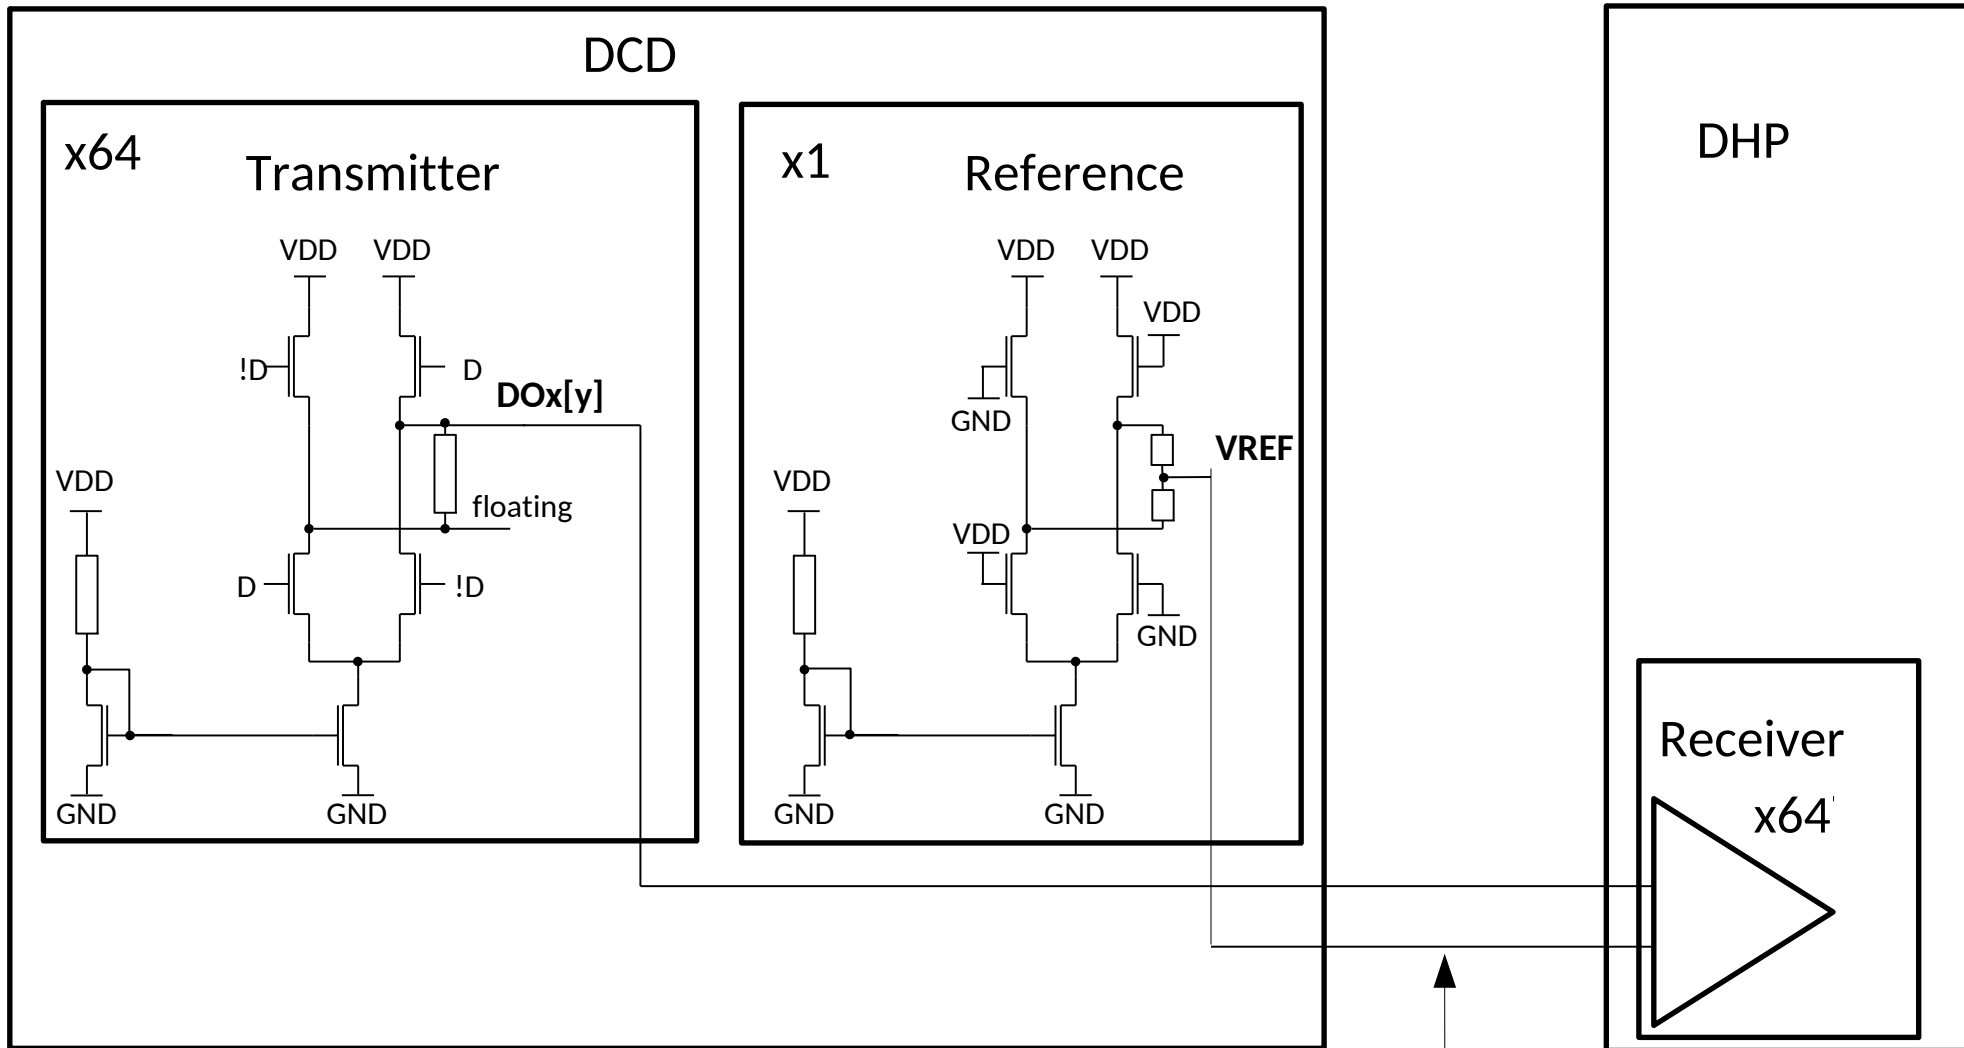 DCD
DHP
x64
Transmitter
x1
Reference
VDD VDD
VDD VDD
VDD
!D
D
DOx[y]
GND
VREF
VDD
floating
VDD
VDD
D
!D
GND
GND
GND
GND
GND
Receiver
x64